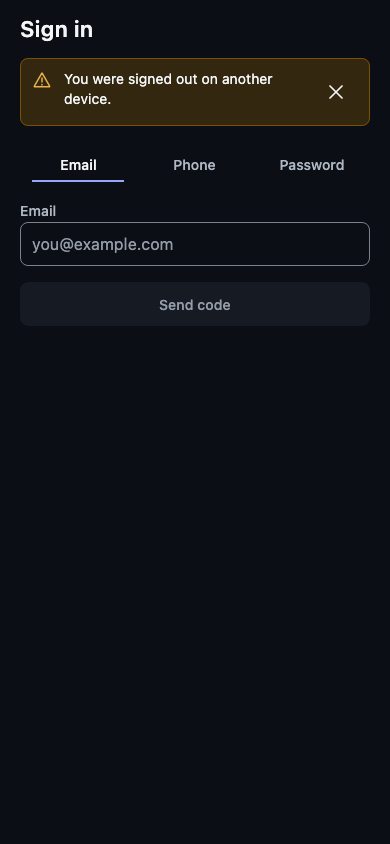 Sign in
You were signed out on another
device.
Email Phone Password
Email
you@example.com
Send code